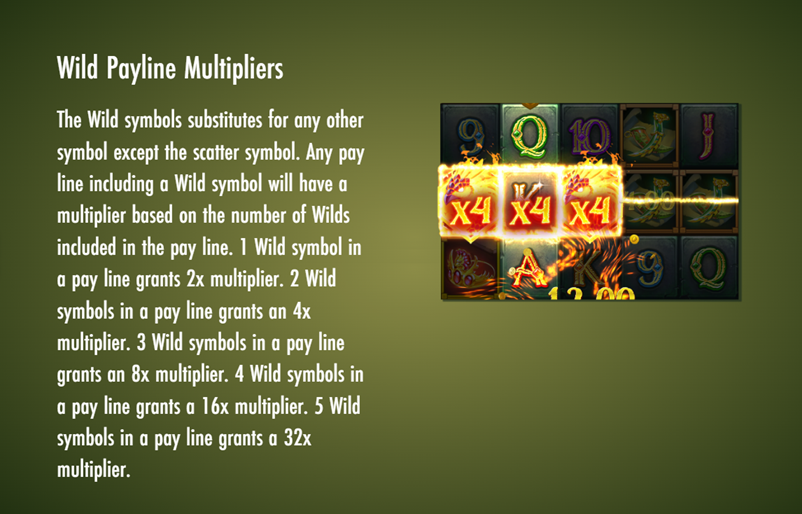 Wild Payline Multipliers
The Wild symbols substitutes for any other
symbol except the scatter symbol. Any pay
line including a Wild symbol will have a
multiplier based on the number of Wilds
included in the pay line. 1 Wild symbol in
a pay line grants 2x multiplier. 2 Wild
symbols in a pay line grants an 4x
multiplier. 3 Wild symbols in a pay line
grants an 8x multiplier. 4 Wild symbols in
a pay line grants a 16x multiplier. 5 Wild
symbols in a pay line grants a 32x
multiplier.
9 Q 10 J
x4 x4 x4
A K 9 Q